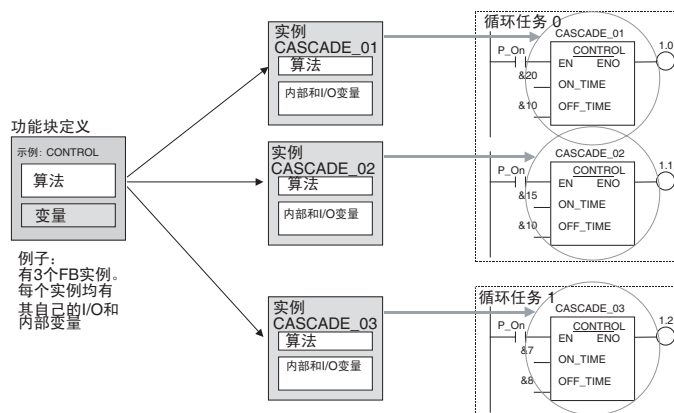 功能块定义
示例: CONTROL
算法
变量
例子:
有3个FB实例。
每个实例均有
其自己的I/O和
内部变量
实例
CASCADE_01
算法
内部和I/O变量
实例
CASCADE_02
算法
内部和I/O变量
实例
CASCADE_03
算法
内部和I/O变量
循环任务 0
CASCADE_01
P_On
CONTROL
EN ENO
1.0
&20
ON_TIME
&10
OFF_TIME
CASCADE_02
P_On
CONTROL
EN ENO
1.1
&15
ON_TIME
&10
OFF_TIME
循环任务 1
CASCADE_03
P_On
CONTROL
EN ENO
1.2
&7
ON_TIME
&8
OFF_TIME